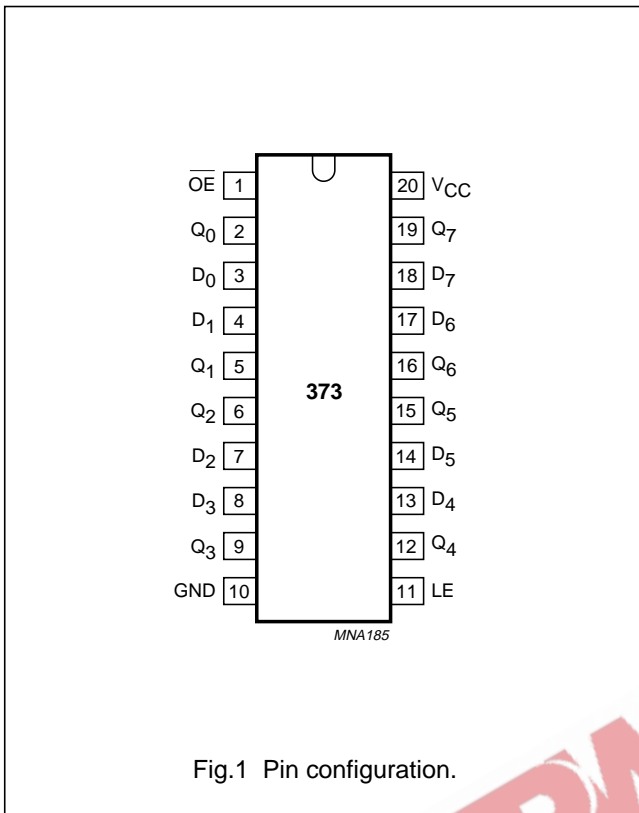 OE 1 20 VCC
Q0 2 19 Q7
D0 3 18 D7
D1 4 17 D6
Q1 5 16 Q6
373
Q2 6 15 Q5
D2 7 14 D5
D3 8 13 D4
Q3 9 12 Q4
GND 10 11 LE
MNA185
Fig.1 Pin configuration.